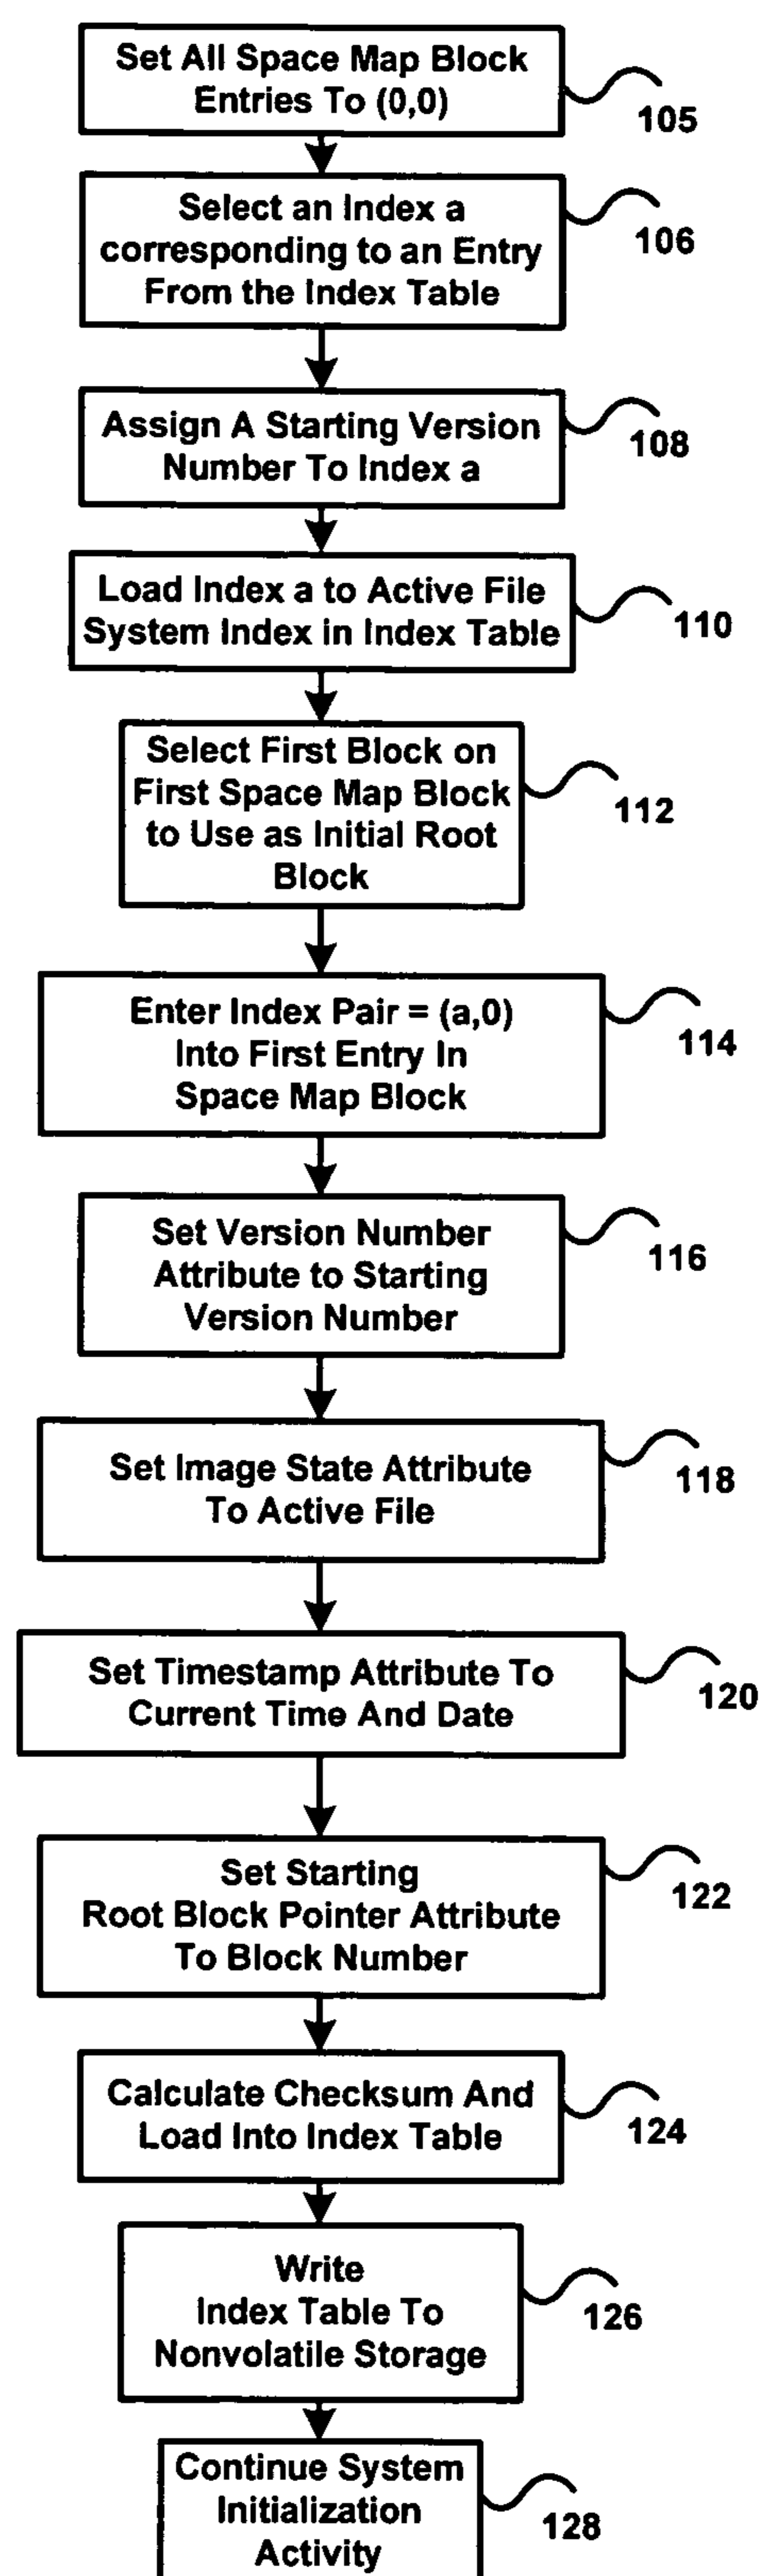 Set All Space Map Block
Entries To (0,0)
105
Select an Index a
corresponding to an Entry
From the Index Table
106
Assign A Starting Version
Number To Index a
108
Load Index a to Active File
System Index in Index Table
110
Select First Block on
First Space Map Block
to Use as Initial Root
Block
112
Enter Index Pair = (a,0)
Into First Entry In
Space Map Block
114
Set Version Number
Attribute to Starting
Version Number
116
Set Image State Attribute
To Active File
118
Set Timestamp Attribute To
Current Time And Date
120
Set Starting
Root Block Pointer Attribute
To Block Number
122
Calculate Checksum And
Load Into Index Table
124
Write
Index Table To
Nonvolatile Storage
126
Continue System
Initialization
Activity
128